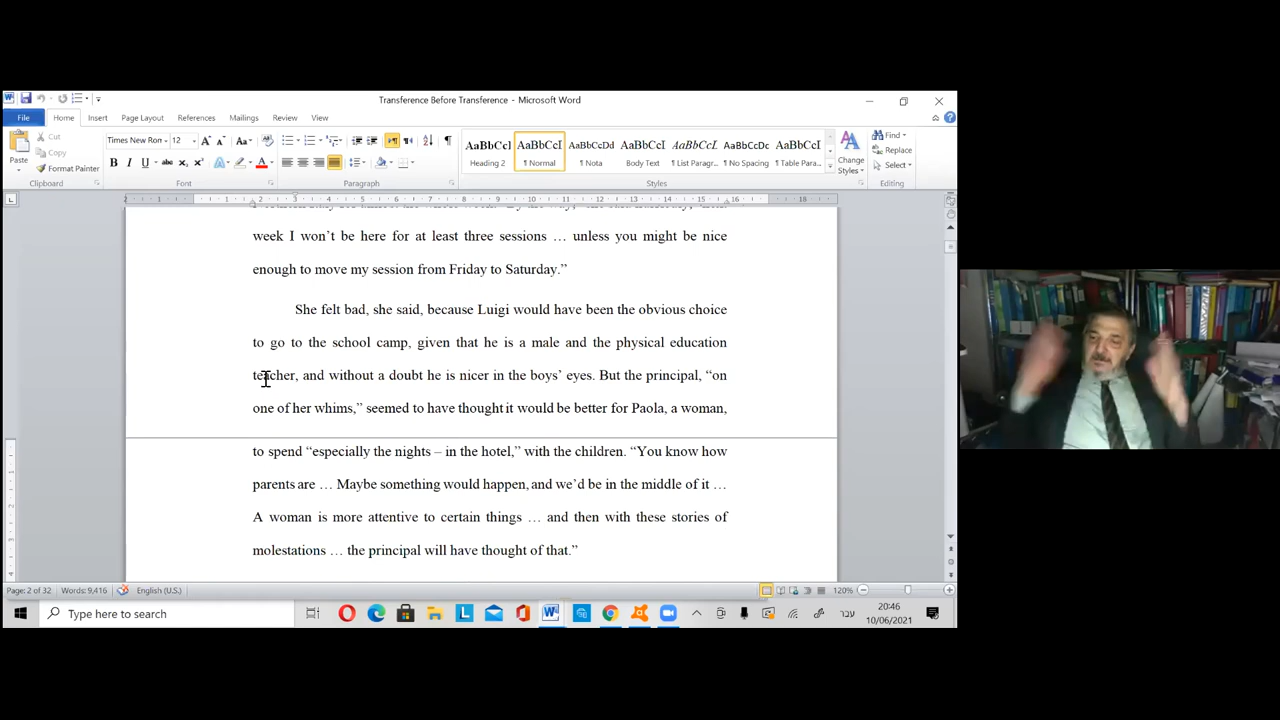 Transference Before Transference - Microsoft Word
File Home Insert Page Layout References Mailings Review View
Cut
Copy
Format Painter
Paste
Times New Rom 12
Clipboard Font Paragraph Styles Editing
AaBbCcI AaBbCcI AaBbCcDd AaBbCcI AaBbCcI AaBbCcDc AaBbCcI
Heading 2 ¶ Normal ¶ Nota Body Text ¶ List Paragr... ¶ No Spacing ¶ Table Para...
Change Styles
Find
Replace
Select
week I won't be here for at least three sessions … unless you might be nice
enough to move my session from Friday to Saturday.”
She felt bad, she said, because Luigi would have been the obvious choice
to go to the school camp, given that he is a male and the physical education
teacher, and without a doubt he is nicer in the boys’ eyes. But the principal, “on
one of her whims,” seemed to have thought it would be better for Paola, a woman,
to spend “especially the nights – in the hotel,” with the children. “You know how
parents are … Maybe something would happen, and we’d be in the middle of it …
A woman is more attentive to certain things … and then with these stories of
molestations … the principal will have thought of that.”
Page: 2 of 32 Words: 9,416 English (U.S.) 120%
Type here to search
עבר
20:46
10/06/2021